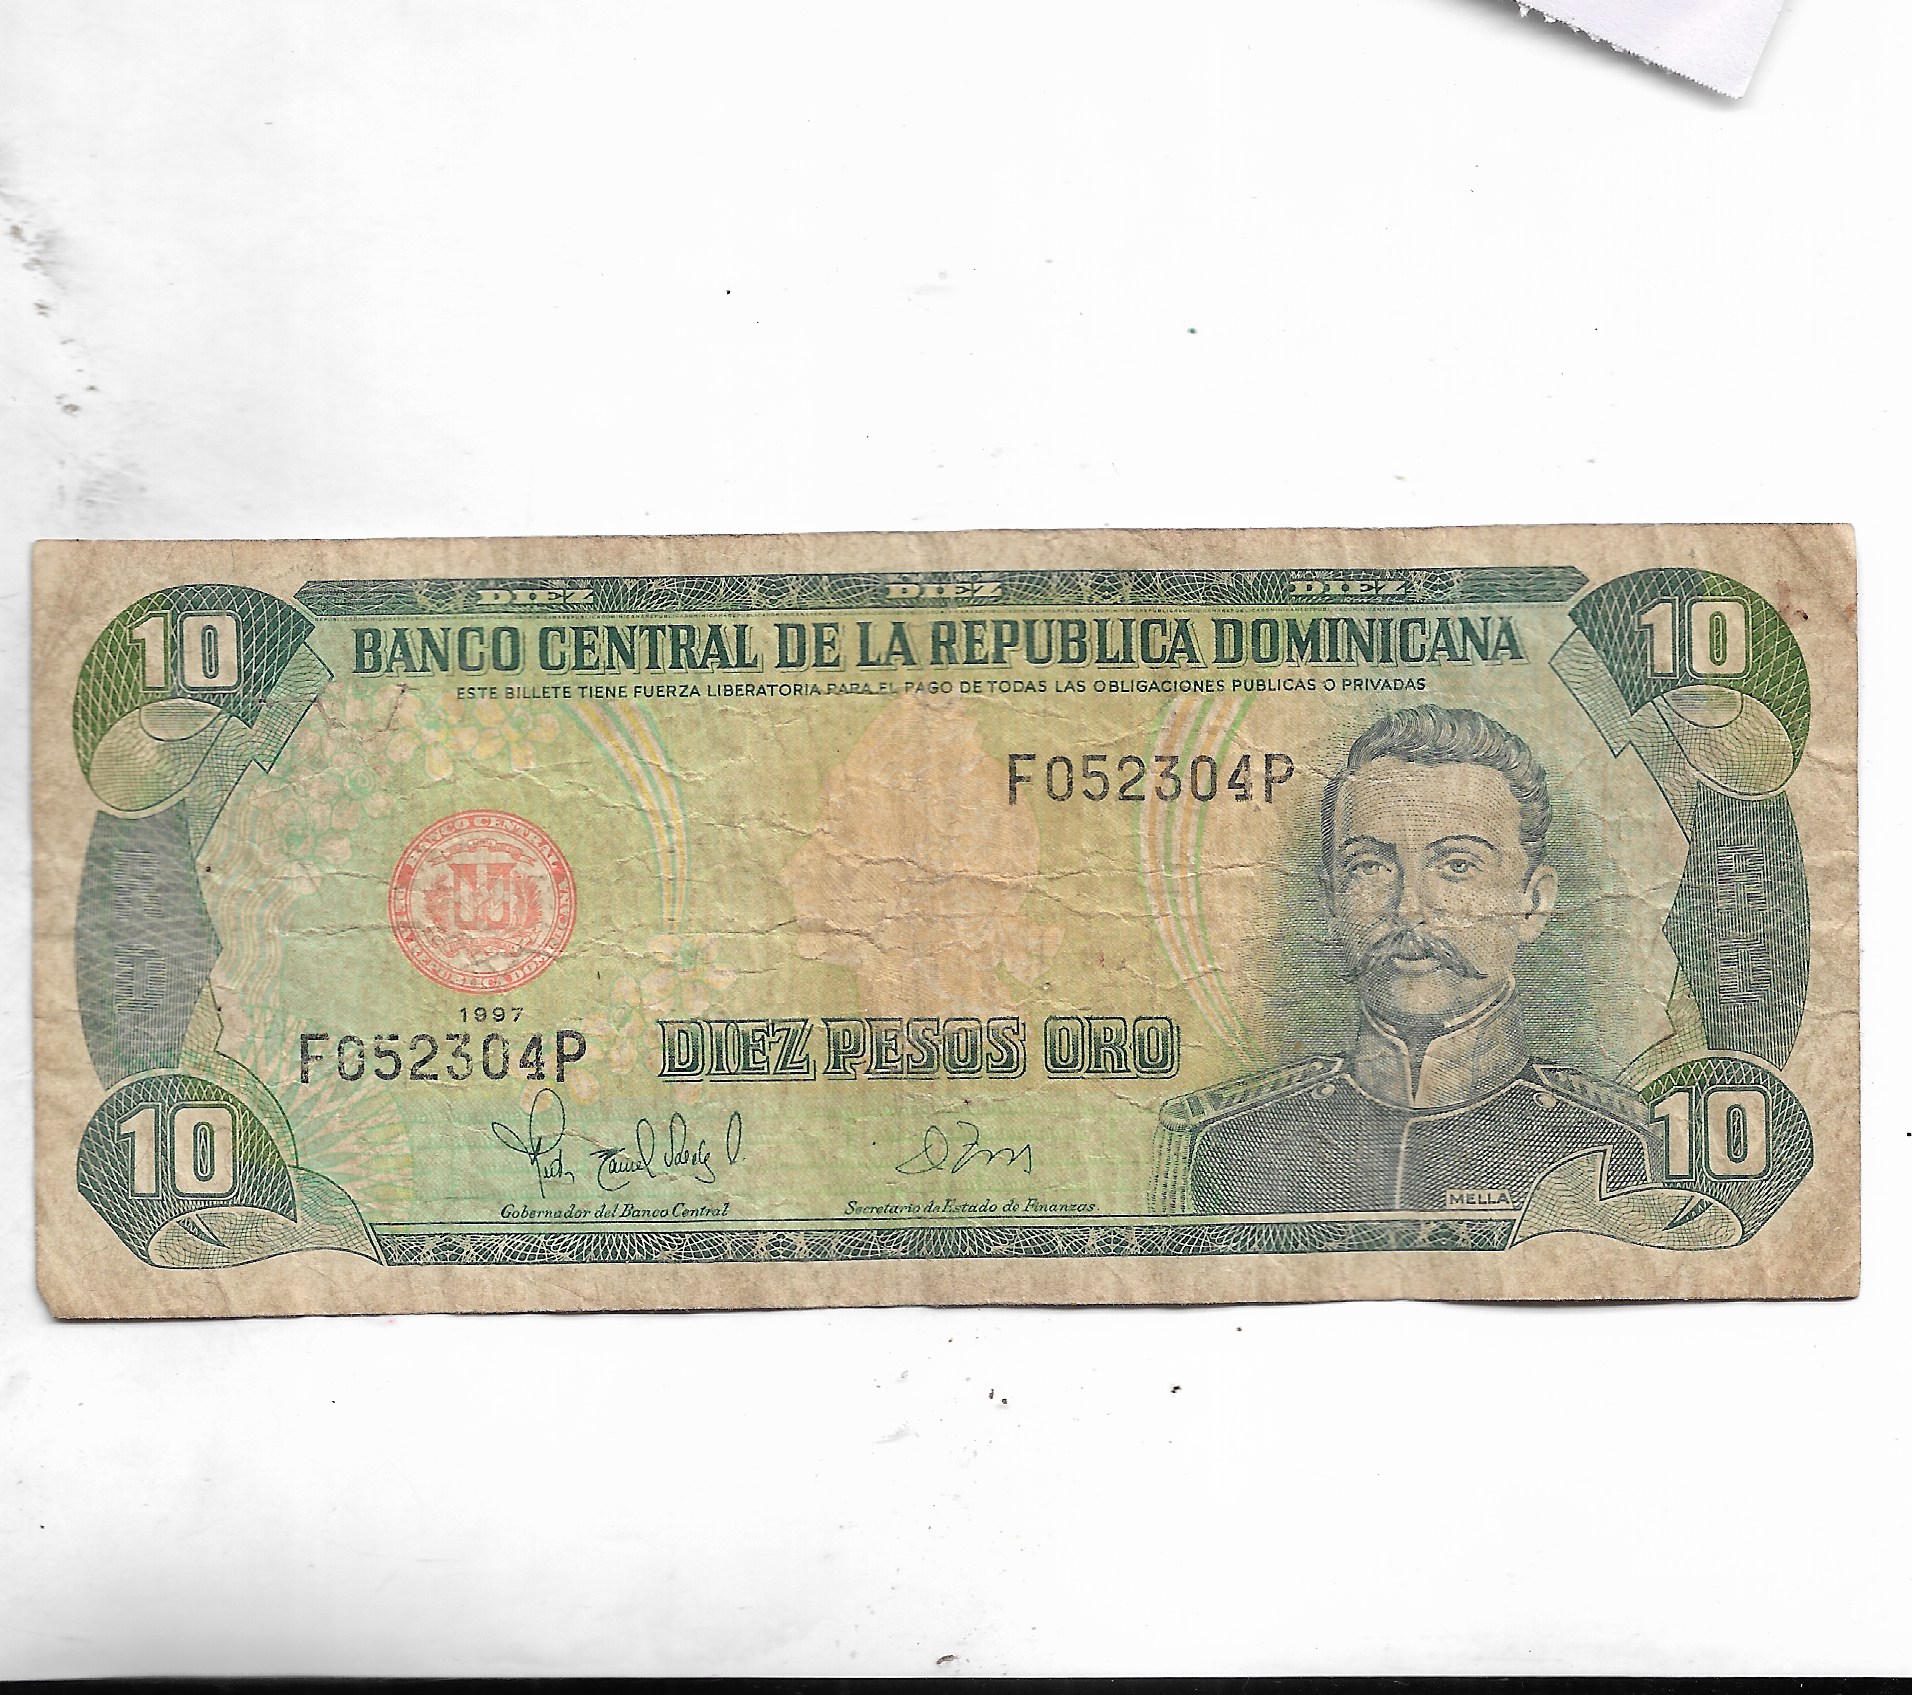 DIEZ DIEZ DIEZ
10 10
BANCO CENTRAL DE LA REPUBLICA DOMINICANA
ESTE BILLETE TIENE FUERZA LIBERATORIA PARA EL PAGO DE TODAS LAS OBLIGACIONES PUBLICAS O PRIVADAS
F052304P
BANCO CENTRAL
1997
F052304P
DIEZ PESOS ORO
10 10
MELLA
Gobernador del Banco Central Secretario de Estado de Finanzas